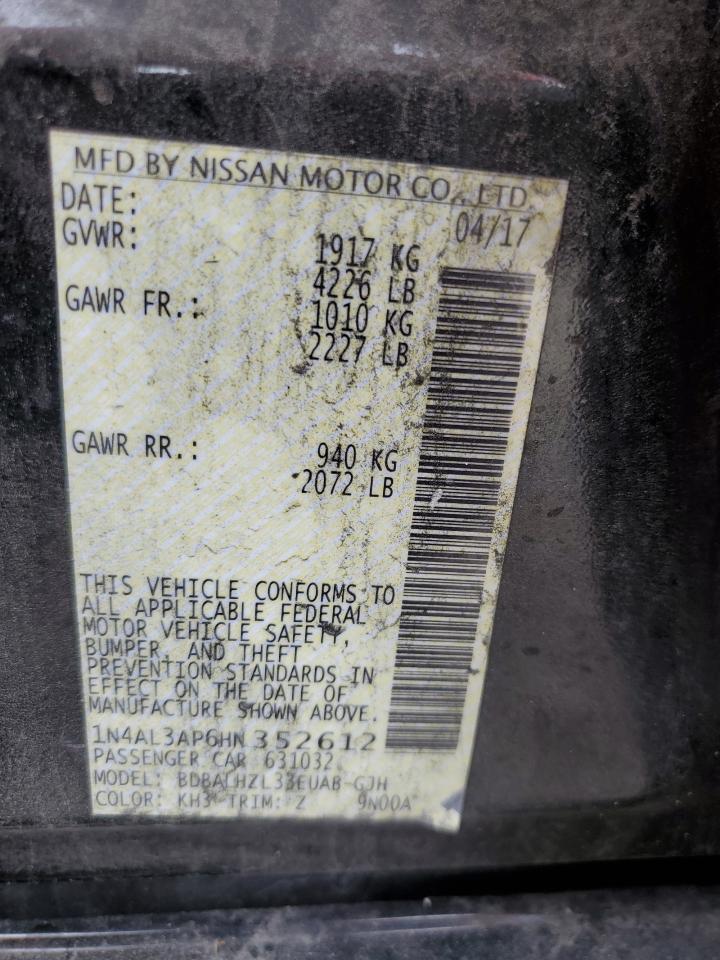 MFD BY NISSAN MOTOR CO., LTD.
DATE: 04/17
GVWR: 1917 KG
4226 LB
GAWR FR.: 1010 KG
2227 LB
GAWR RR.: 940 KG
2072 LB
THIS VEHICLE CONFORMS TO
ALL APPLICABLE FEDERAL
MOTOR VEHICLE SAFETY,
BUMPER, AND THEFT
PREVENTION STANDARDS IN
EFFECT ON THE DATE OF
MANUFACTURE SHOWN ABOVE.
1N4AL3AP6HN352612
PASSENGER CAR 631032
MODEL: BDBALHZL33EUAB-GJH
COLOR: KH3 TRIM: Z 9N00A